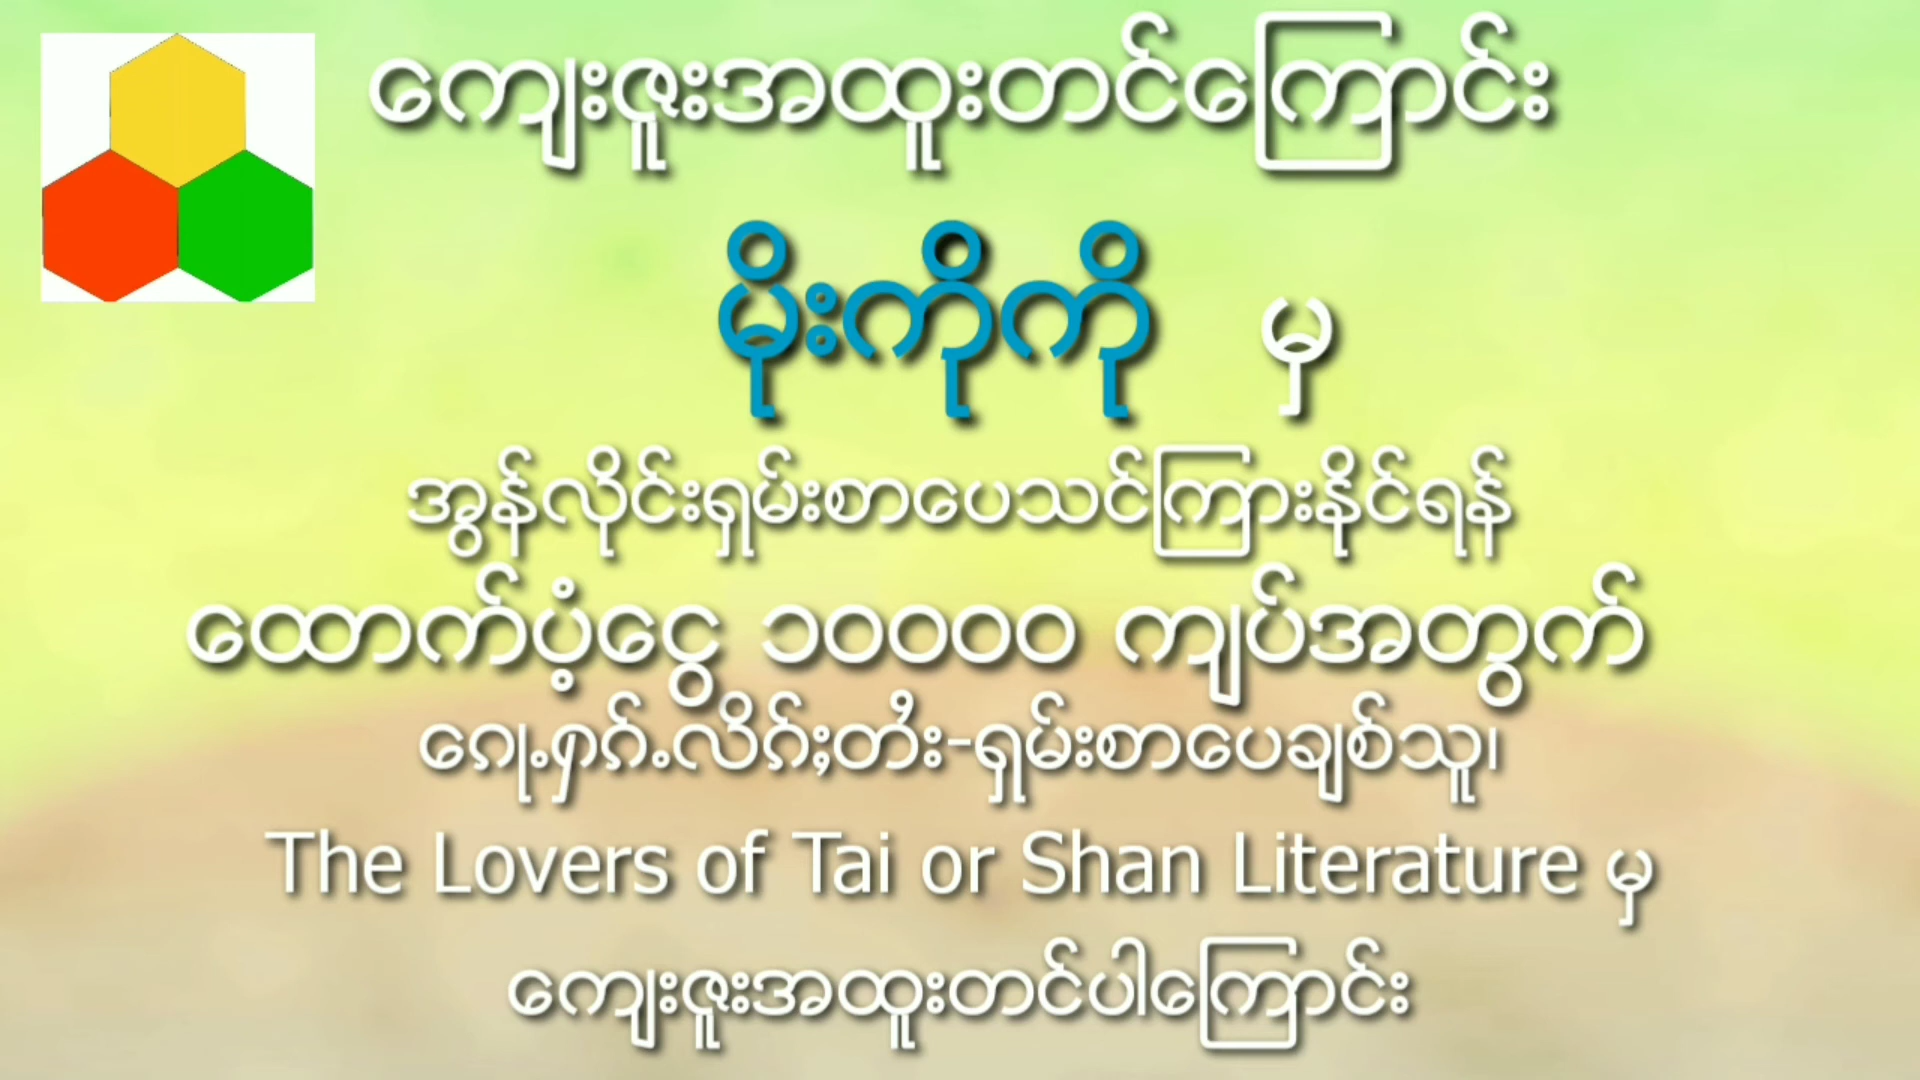 ကျေးဇူးအထူးတင်ကြောင်း
မိုးကိုကို မှ
အွန်လိုင်းရှမ်းစာပေသင်ကြားနိုင်ရန်
ထောက်ပံ့ငွေ ၁၀၀၀၀ ကျပ်အတွက်
ၵေႃႉႁၵ်ႉလိၵ်ႈတႆး-ရှမ်းစာပေချစ်သူ၊
The Lovers of Tai or Shan Literature မှ
ကျေးဇူးအထူးတင်ပါကြောင်း